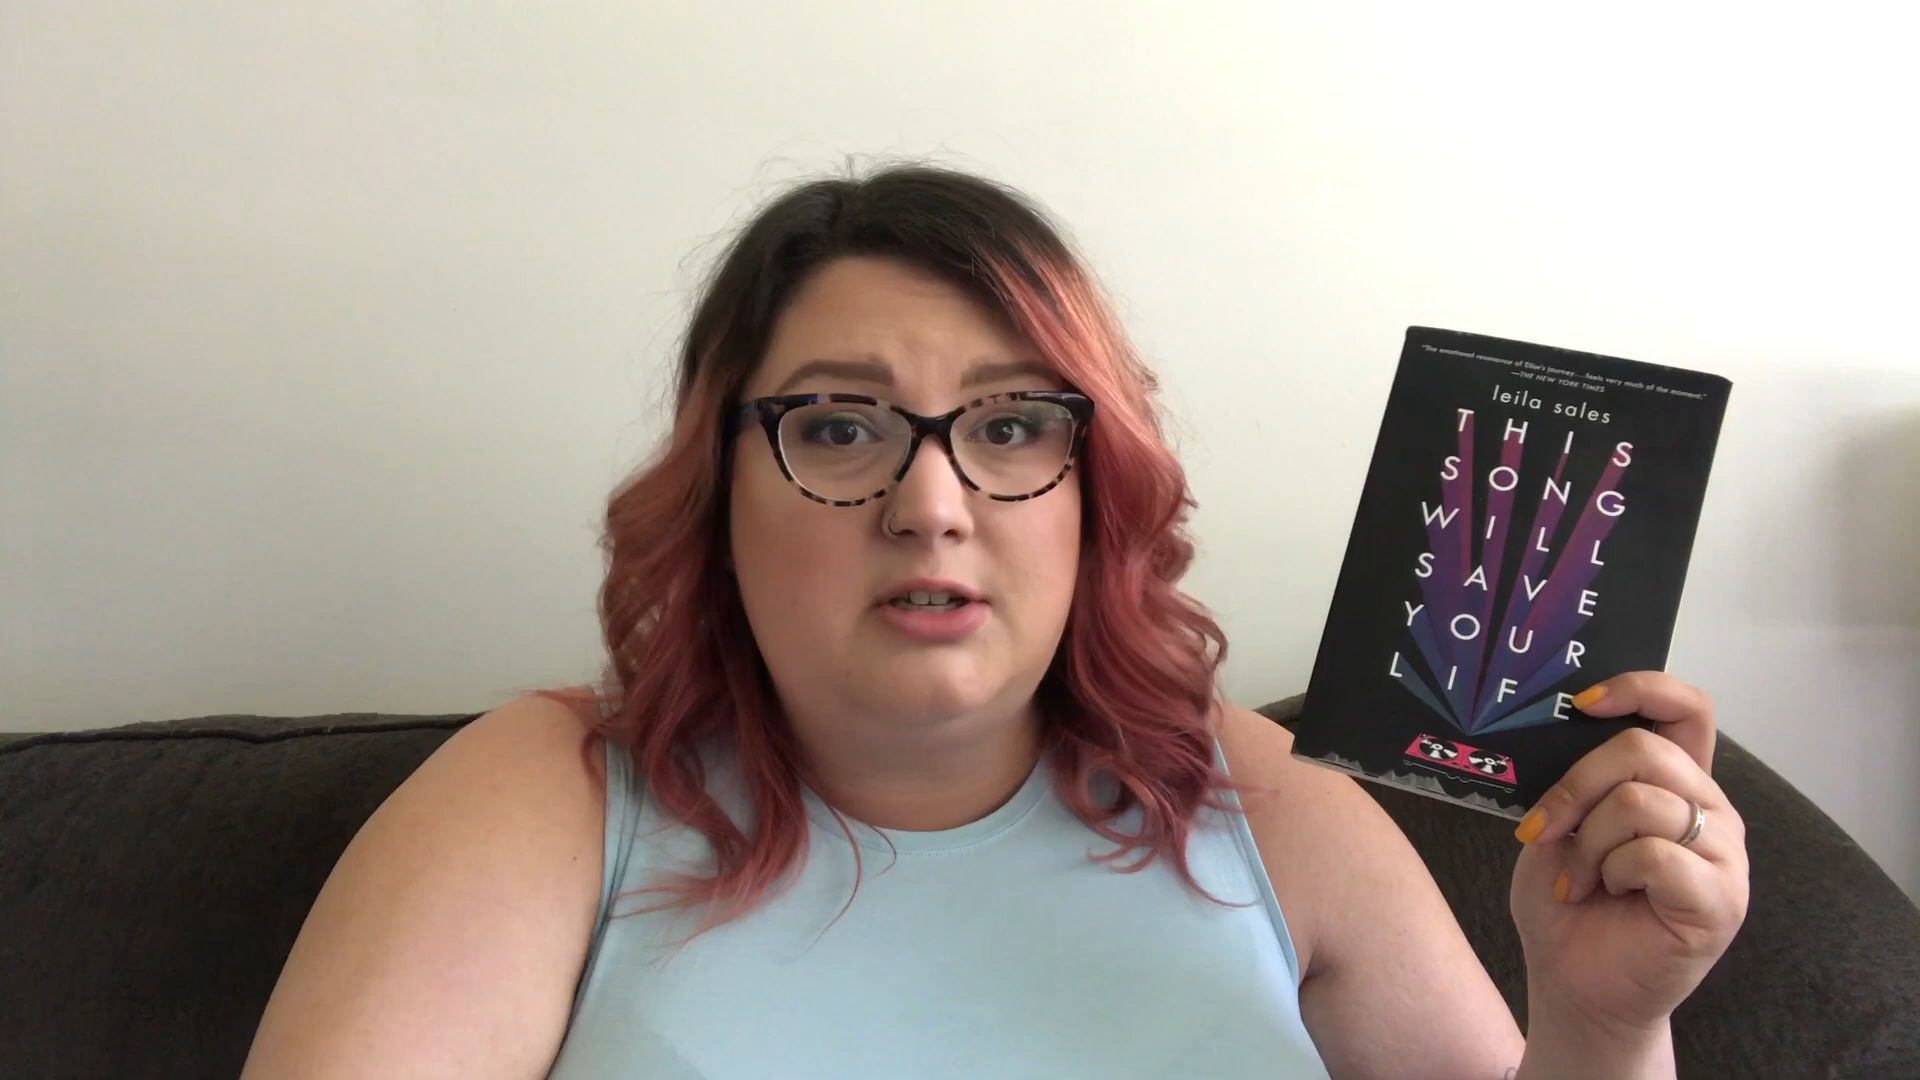 "The emotional resonance of Elise's journey....feels very much of the moment."
—THE NEW YORK TIMES
leila sales
THIS
SONG
WILL
SAVE
YOUR
LIFE